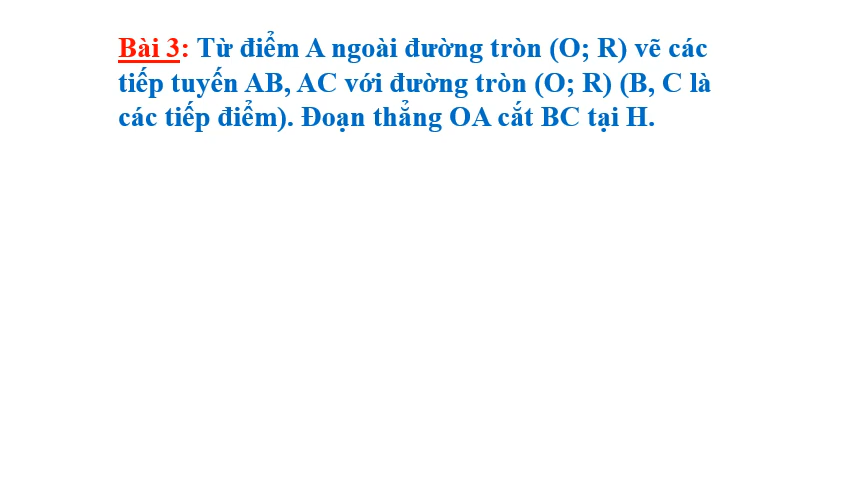 Bài 3: Từ điểm A ngoài đường tròn (O; R) vẽ các
tiếp tuyến AB, AC với đường tròn (O; R) (B, C là
các tiếp điểm). Đoạn thẳng OA cắt BC tại H.